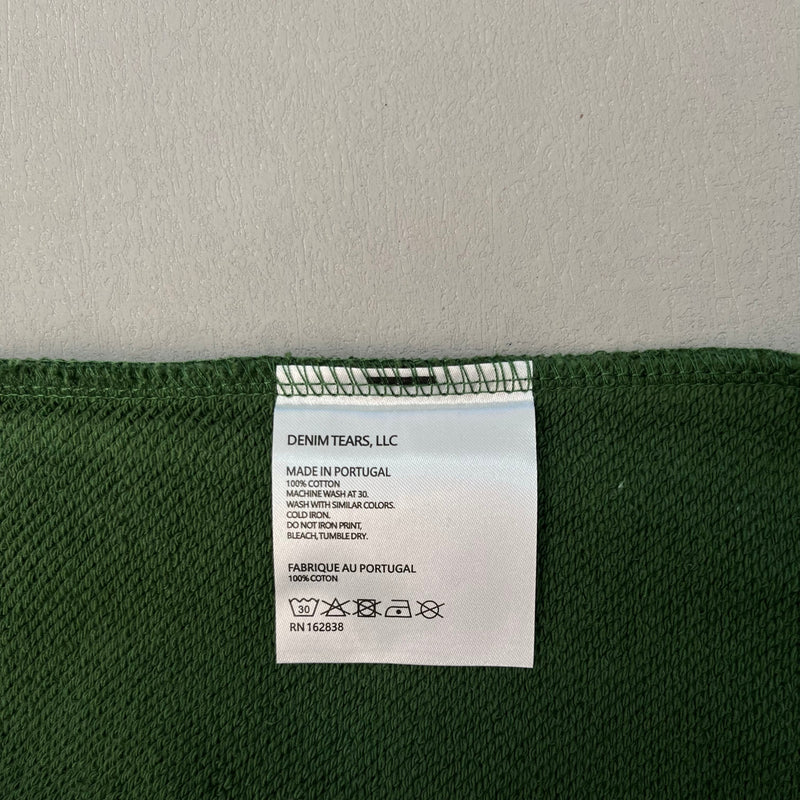 DENIM TEARS, LLC
MADE IN PORTUGAL
100% COTTON
MACHINE WASH AT 30.
WASH WITH SIMILAR COLORS.
COLD IRON.
DO NOT IRON PRINT,
BLEACH, TUMBLE DRY.
FABRIQUE AU PORTUGAL
100% COTON
30
RN 162838